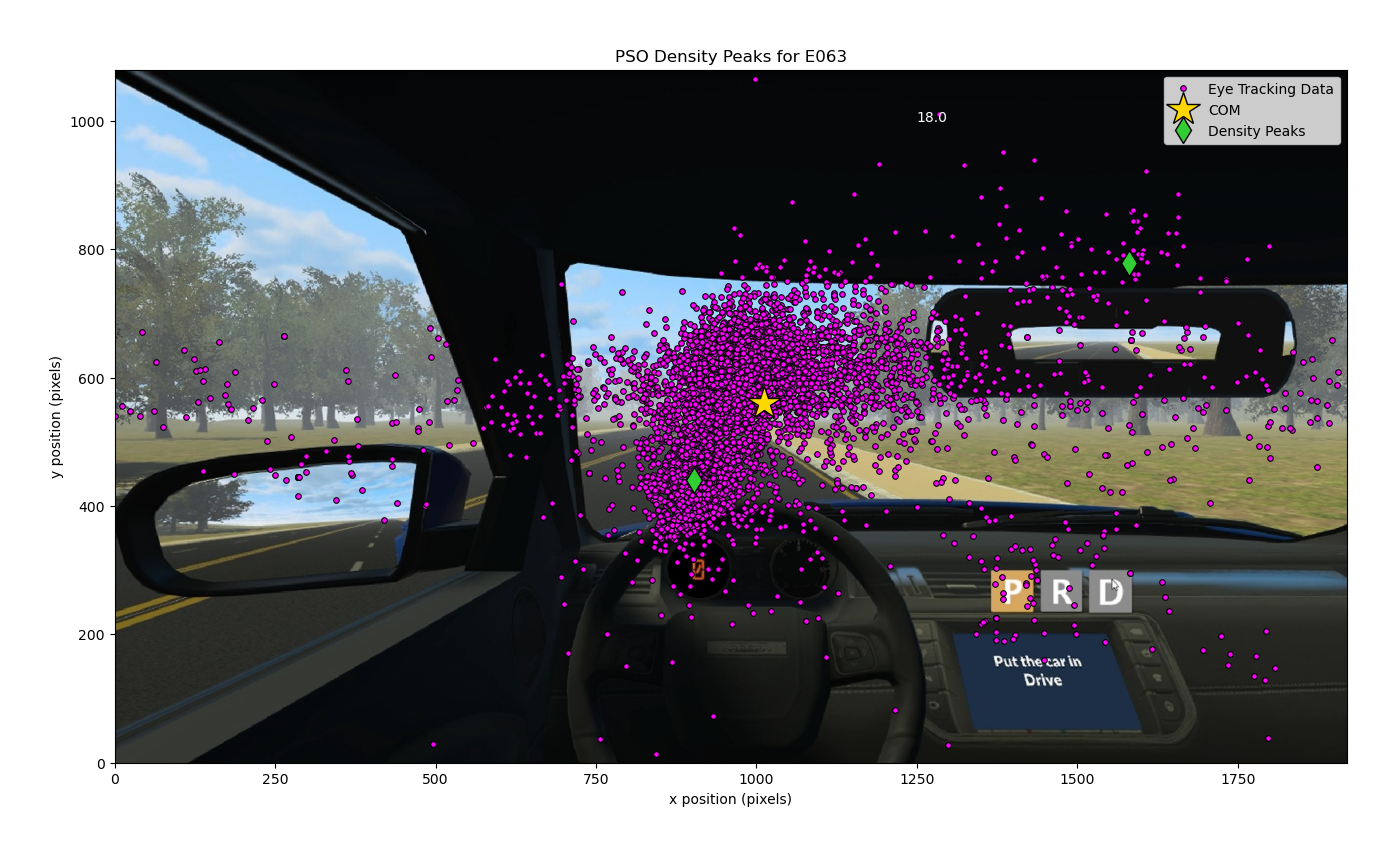 PSO Density Peaks for E063
Eye Tracking Data
COM
Density Peaks
18.0
1000
800
600
400
200
0
y position (pixels)
P R D
Put the car in
Drive
0 250 500 750 1000 1250 1500 1750
x position (pixels)